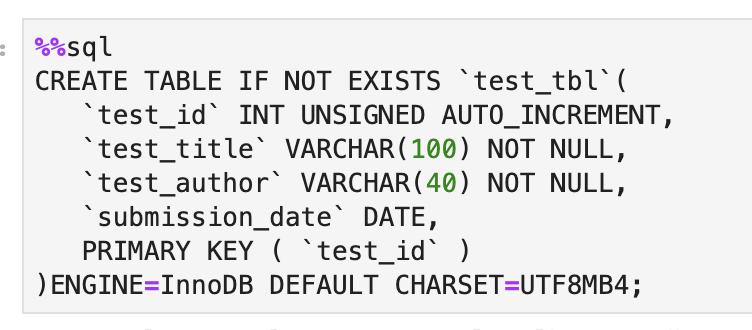 %%sql
CREATE TABLE IF NOT EXISTS `test_tbl`(
   `test_id` INT UNSIGNED AUTO_INCREMENT,
   `test_title` VARCHAR(100) NOT NULL,
   `test_author` VARCHAR(40) NOT NULL,
   `submission_date` DATE,
   PRIMARY KEY ( `test_id` )
)ENGINE=InnoDB DEFAULT CHARSET=UTF8MB4;